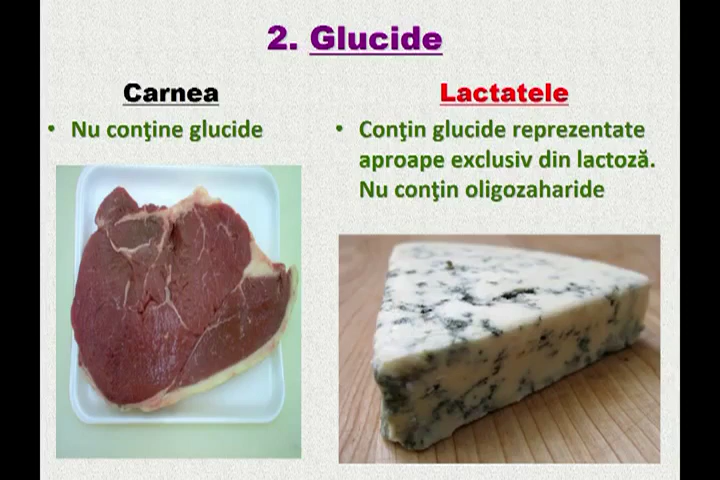 2. Glucide
Carnea
• Nu conţine glucide
Lactatele
• Conţin glucide reprezentate
aproape exclusiv din lactoză.
Nu conţin oligozaharide